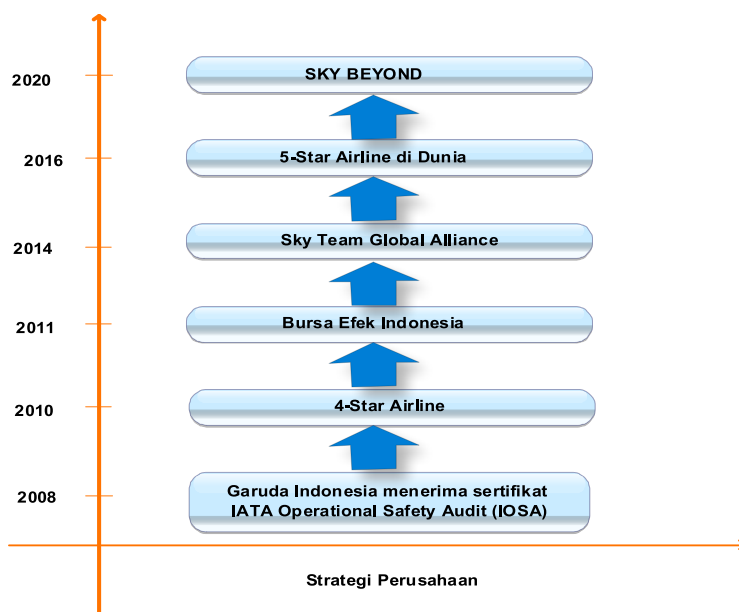 2020
SKY BEYOND
2016
5-Star Airline di Dunia
2014
Sky Team Global Alliance
2011
Bursa Efek Indonesia
2010
4-Star Airline
2008
Garuda Indonesia menerima sertifikat
IATA Operational Safety Audit (IOSA)
Strategi Perusahaan